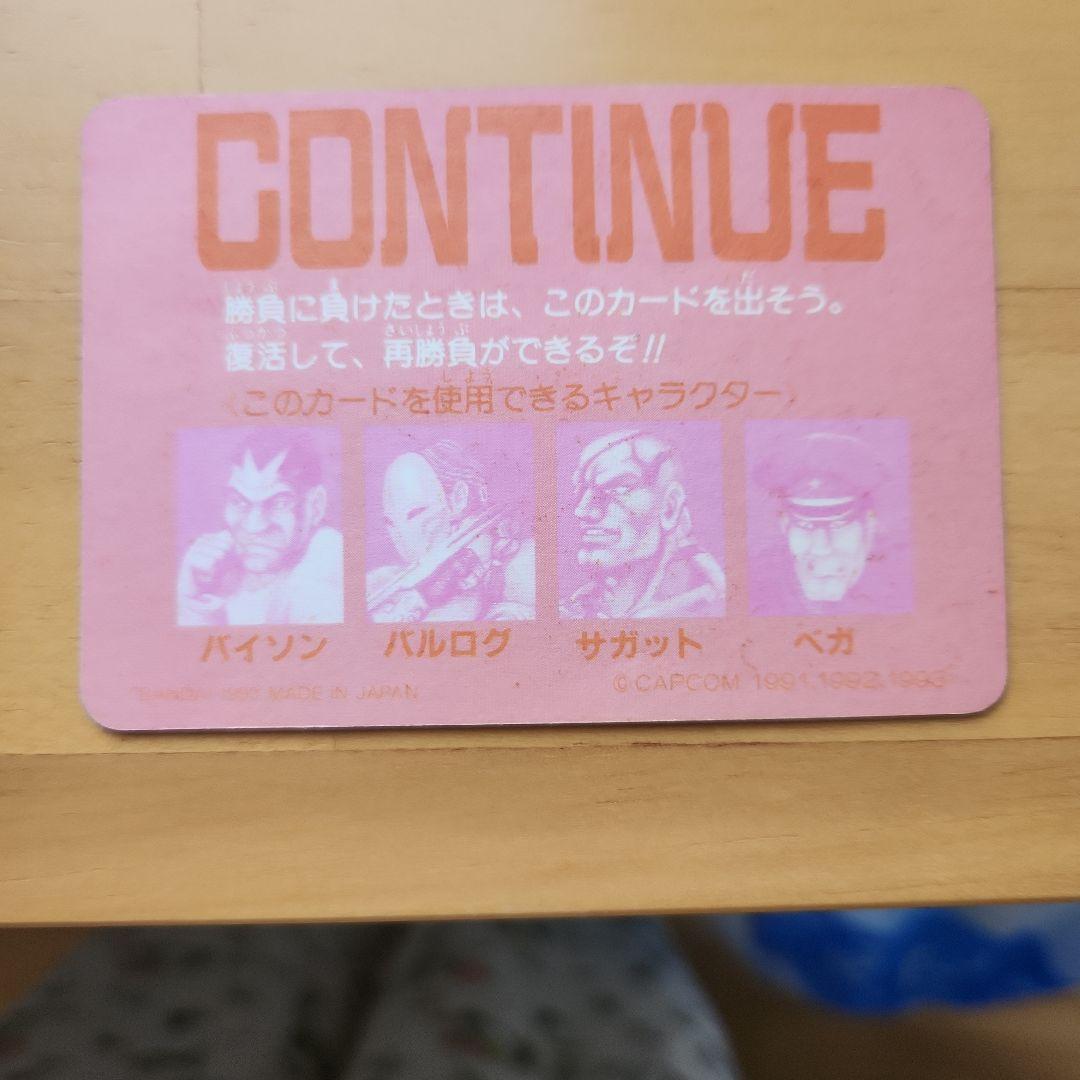 CONTINUE
勝負に負けたときは、このカードを出そう。
復活して、再勝負ができるぞ!!
〈このカードを使用できるキャラクター〉
バイソン
バルログ
サガット
ベガ
©CAPCOM 1991,1992,1993
BANDAI MADE IN JAPAN